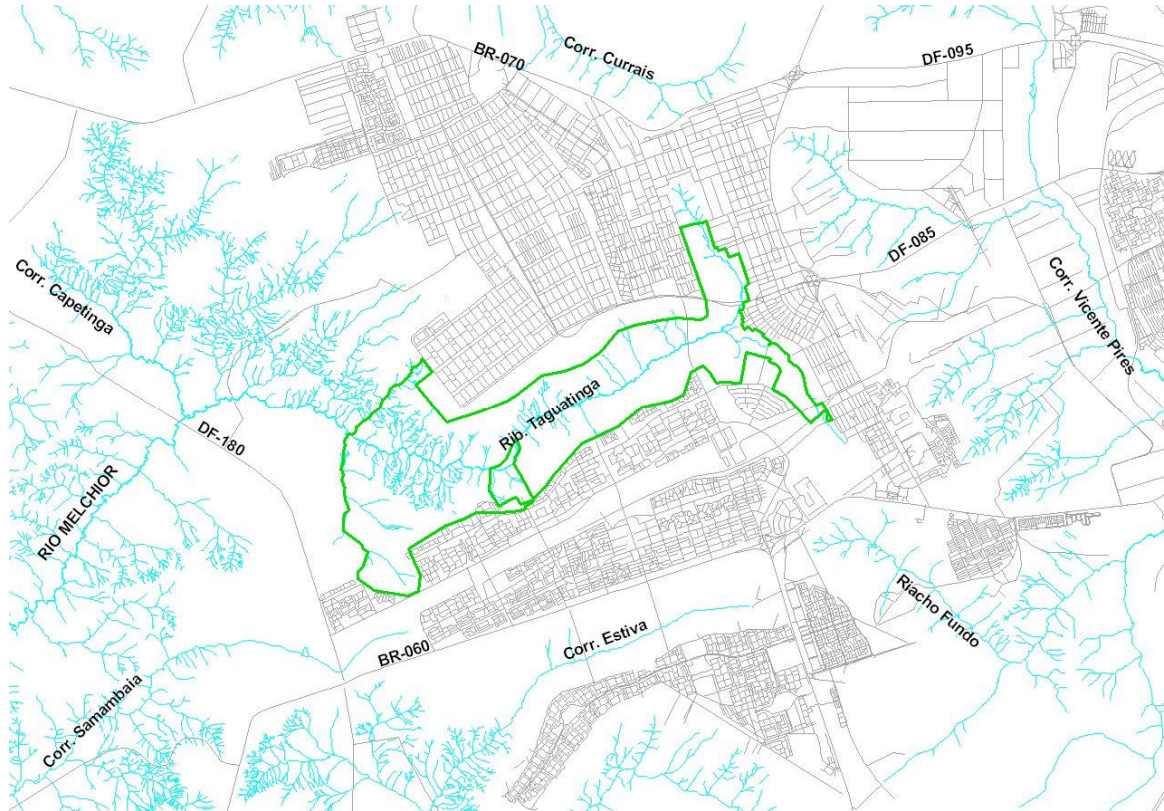 BR-070
Corr. Currais
DF-095
DF-085
Corr. Capetinga
Corr. Vicente Pires
Rib. Taguatinga
DF-180
RIO MELCHIOR
Riacho Fundo
Corr. Estiva
BR-060
Corr. Samambaia